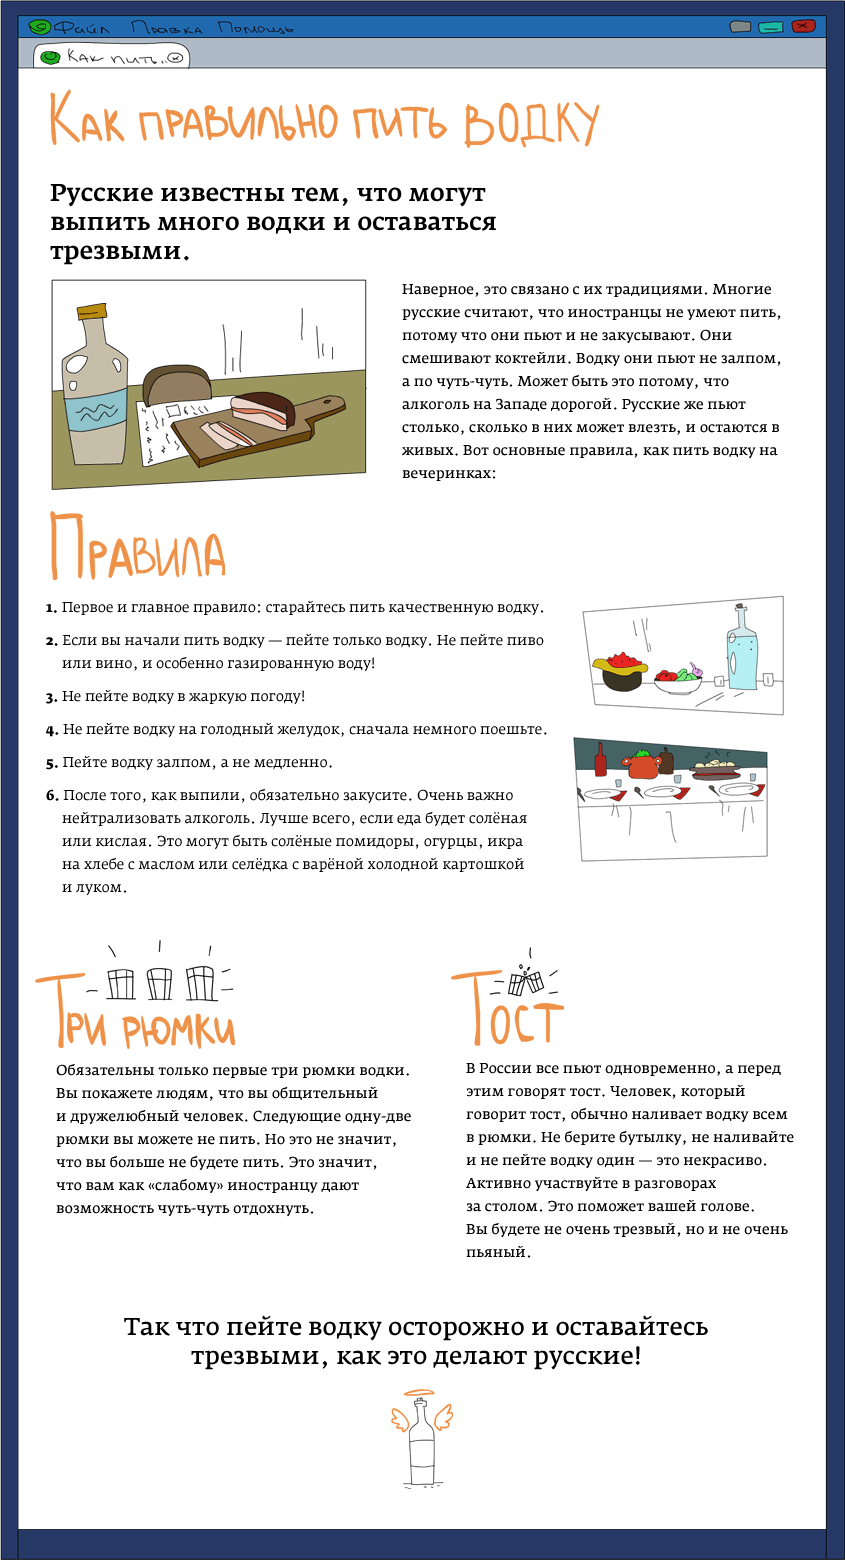 Файл Правка Помощь
Как пить..
Как правильно пить водку
Русские известны тем, что могут
выпить много водки и оставаться
трезвыми.
Наверное, это связано с их традициями. Многие
русские считают, что иностранцы не умеют пить,
потому что они пьют и не закусывают. Они
смешивают коктейли. Водку они пьют не залпом,
а по чуть-чуть. Может быть это потому, что
алкоголь на Западе дорогой. Русские же пьют
столько, сколько в них может влезть, и остаются в
живых. Вот основные правила, как пить водку на
вечеринках:
Правила
1. Первое и главное правило: старайтесь пить качественную водку.
2. Если вы начали пить водку — пейте только водку. Не пейте пиво
или вино, и особенно газированную воду!
3. Не пейте водку в жаркую погоду!
4. Не пейте водку на голодный желудок, сначала немного поешьте.
5. Пейте водку залпом, а не медленно.
6. После того, как выпили, обязательно закусите. Очень важно
нейтрализовать алкоголь. Лучше всего, если еда будет солёная
или кислая. Это могут быть солёные помидоры, огурцы, икра
на хлебе с маслом или селёдка с варёной холодной картошкой
и луком.
Три рюмки
Обязательны только первые три рюмки водки.
Вы покажете людям, что вы общительный
и дружелюбный человек. Следующие одну-две
рюмки вы можете не пить. Но это не значит,
что вы больше не будете пить. Это значит,
что вам как «слабому» иностранцу дают
возможность чуть-чуть отдохнуть.
Тост
В России все пьют одновременно, а перед
этим говорят тост. Человек, который
говорит тост, обычно наливает водку всем
в рюмки. Не берите бутылку, не наливайте
и не пейте водку один — это некрасиво.
Активно участвуйте в разговорах
за столом. Это поможет вашей голове.
Вы будете не очень трезвый, но и не очень
пьяный.
Так что пейте водку осторожно и оставайтесь
трезвыми, как это делают русские!